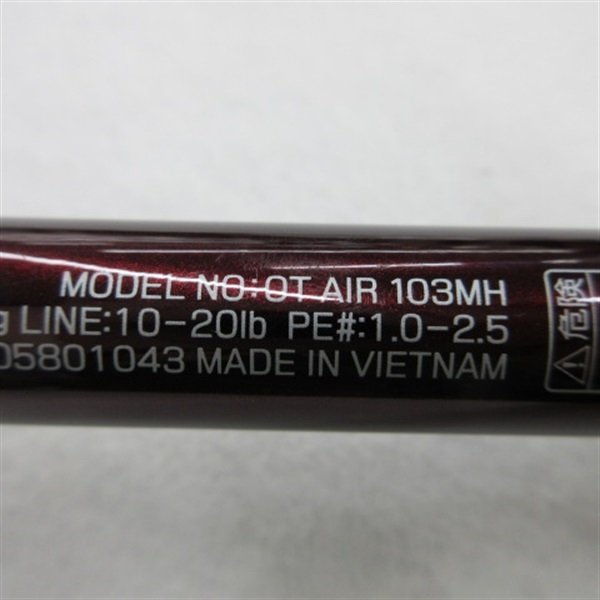 MODEL NO:OT AIR 103MH
g LINE:10-20lb PE#:1.0-2.5
05801043 MADE IN VIETNAM
危険